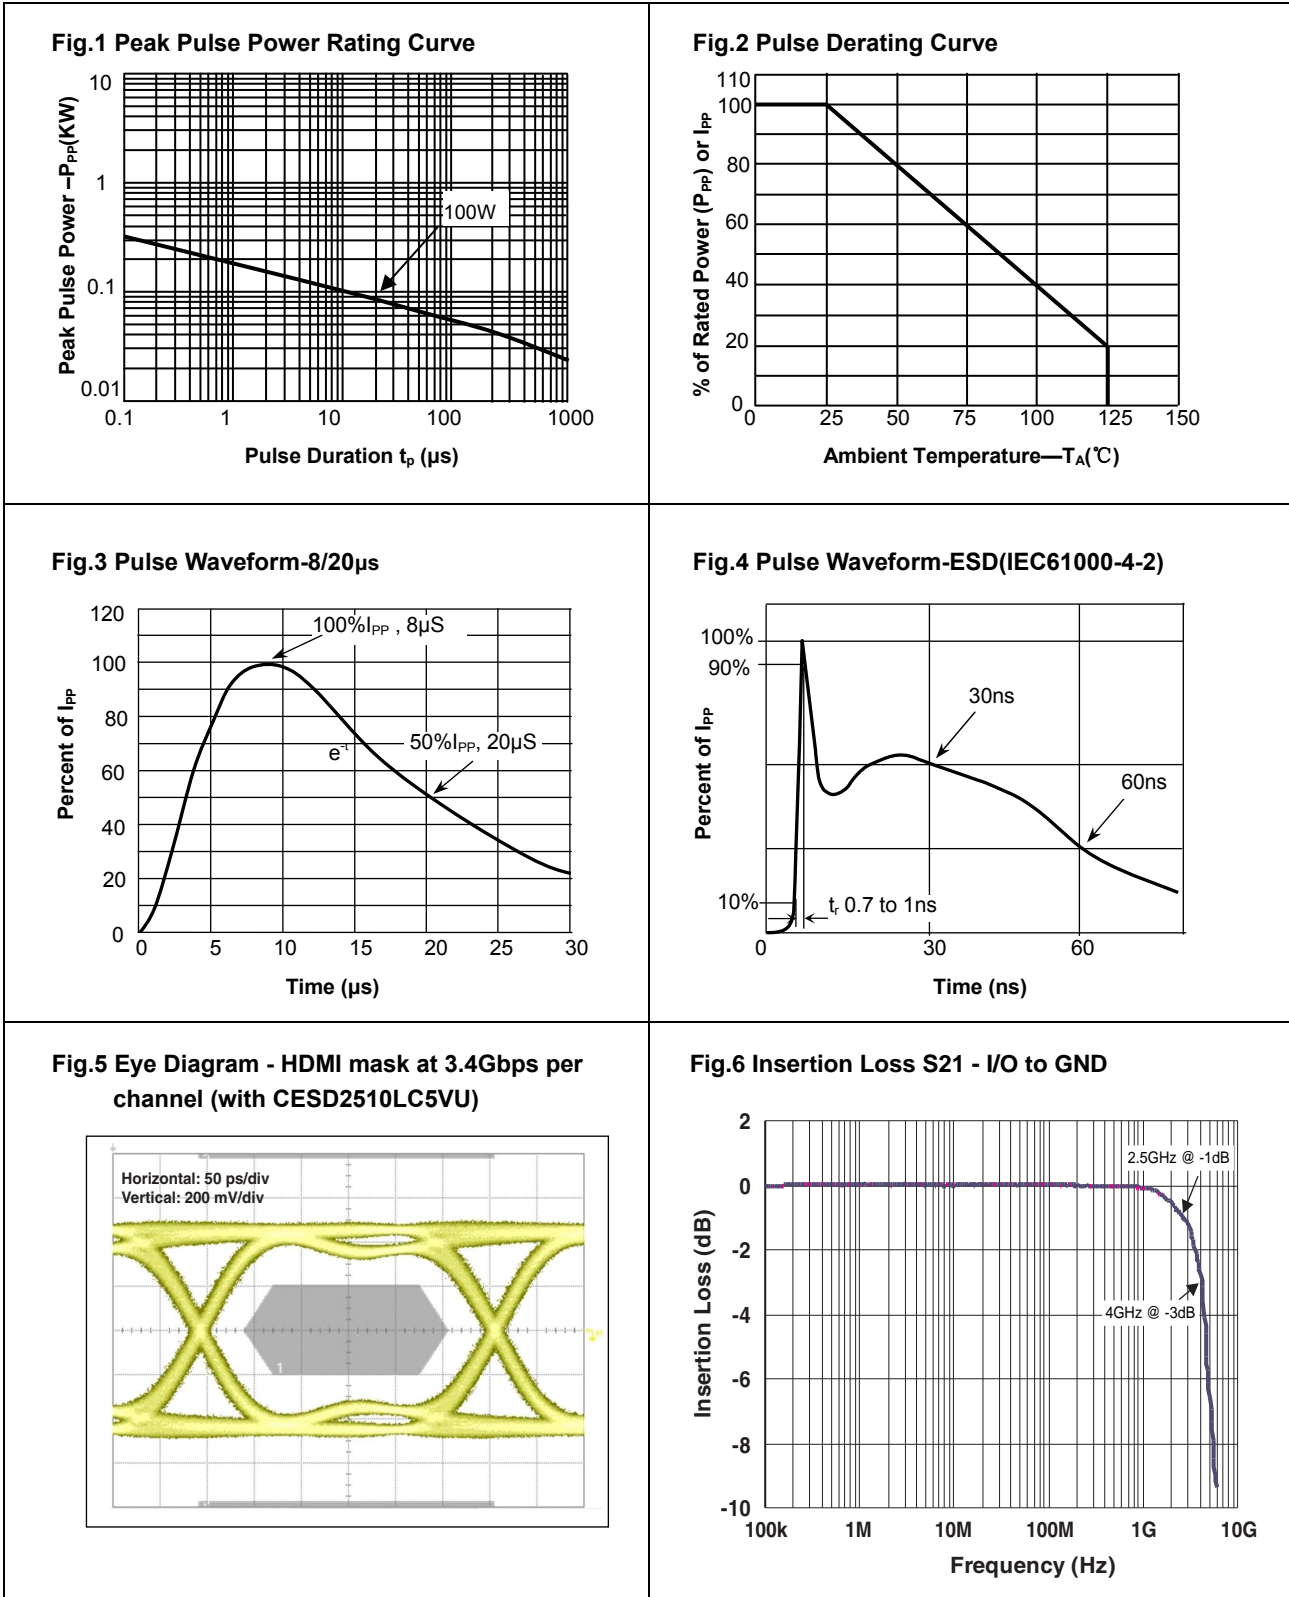 Fig.1 Peak Pulse Power Rating Curve
Peak Pulse Power –PPP(KW)
10
1
0.1
0.01
100W
0.1 1 10 100 1000
Pulse Duration tp (µs)
Fig.2 Pulse Derating Curve
% of Rated Power (PPP) or IPP
110
100
80
60
40
20
0
0 25 50 75 100 125 150
Ambient Temperature—TA(℃)
Fig.3 Pulse Waveform-8/20µs
Percent of IPP
120
100
80
60
40
20
0
100%IPP , 8µS
e-t
50%IPP, 20µS
0 5 10 15 20 25 30
Time (µs)
Fig.4 Pulse Waveform-ESD(IEC61000-4-2)
Percent of IPP
100%
90%
10%
30ns
60ns
tr 0.7 to 1ns
0 30 60
Time (ns)
Fig.5 Eye Diagram - HDMI mask at 3.4Gbps per
channel (with CESD2510LC5VU)
Horizontal: 50 ps/div
Vertical: 200 mV/div
1
Fig.6 Insertion Loss S21 - I/O to GND
Insertion Loss (dB)
2
0
-2
-4
-6
-8
-10
2.5GHz @ -1dB
4GHz @ -3dB
100k 1M 10M 100M 1G 10G
Frequency (Hz)